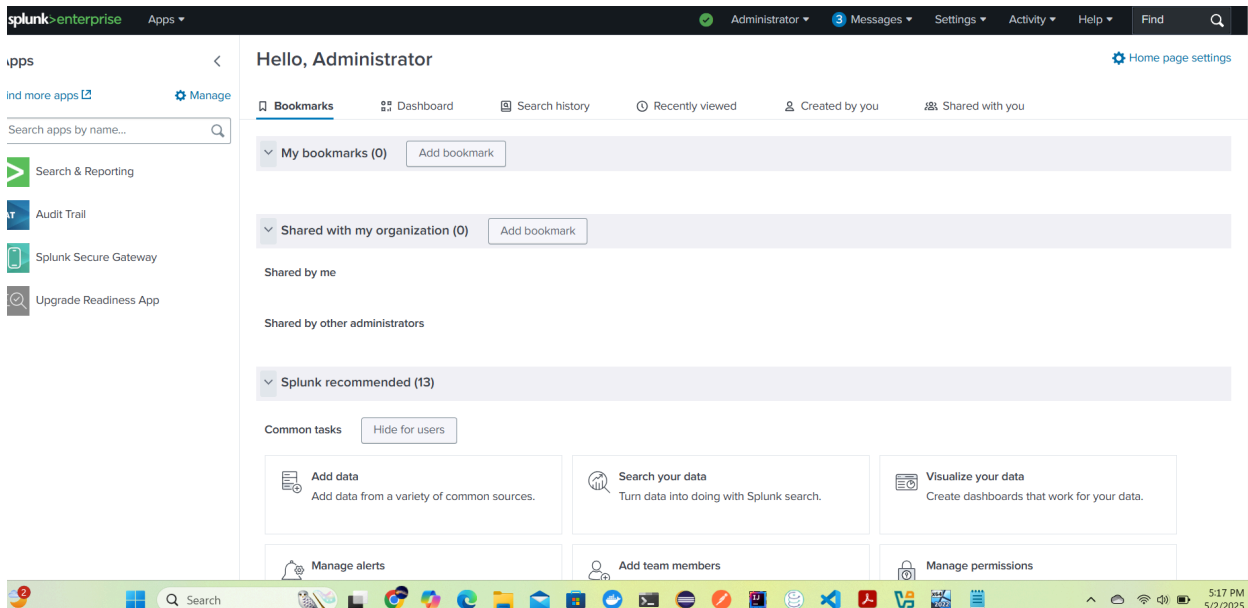 splunk>enterprise Apps Administrator 3 Messages Settings Activity Help Find
Apps
Find more apps Manage
Search apps by name...
Search & Reporting
AT Audit Trail
Splunk Secure Gateway
Upgrade Readiness App
Hello, Administrator Home page settings
Bookmarks Dashboard Search history Recently viewed Created by you Shared with you
My bookmarks (0) Add bookmark
Shared with my organization (0) Add bookmark
Shared by me
Shared by other administrators
Splunk recommended (13)
Common tasks Hide for users
Add data
Add data from a variety of common sources.
Search your data
Turn data into doing with Splunk search.
Visualize your data
Create dashboards that work for your data.
Manage alerts
Add team members
Manage permissions
2 Search 5:17 PM